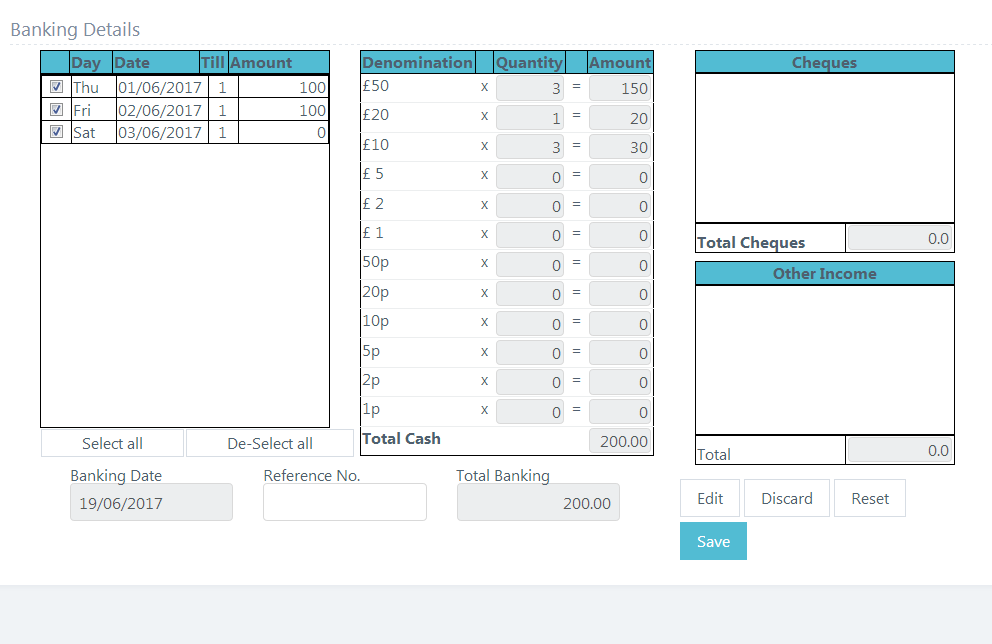 Banking Details
Day Date Till Amount
Thu 01/06/2017 1 100
Fri 02/06/2017 1 100
Sat 03/06/2017 1 0
Select all De-Select all
Denomination Quantity Amount
£50 x 3 = 150
£20 x 1 = 20
£10 x 3 = 30
£ 5 x 0 = 0
£ 2 x 0 = 0
£ 1 x 0 = 0
50p x 0 = 0
20p x 0 = 0
10p x 0 = 0
5p x 0 = 0
2p x 0 = 0
1p x 0 = 0
Total Cash 200.00
Cheques
Total Cheques 0.0
Other Income
Total 0.0
Banking Date Reference No. Total Banking
19/06/2017 200.00
Edit Discard Reset
Save